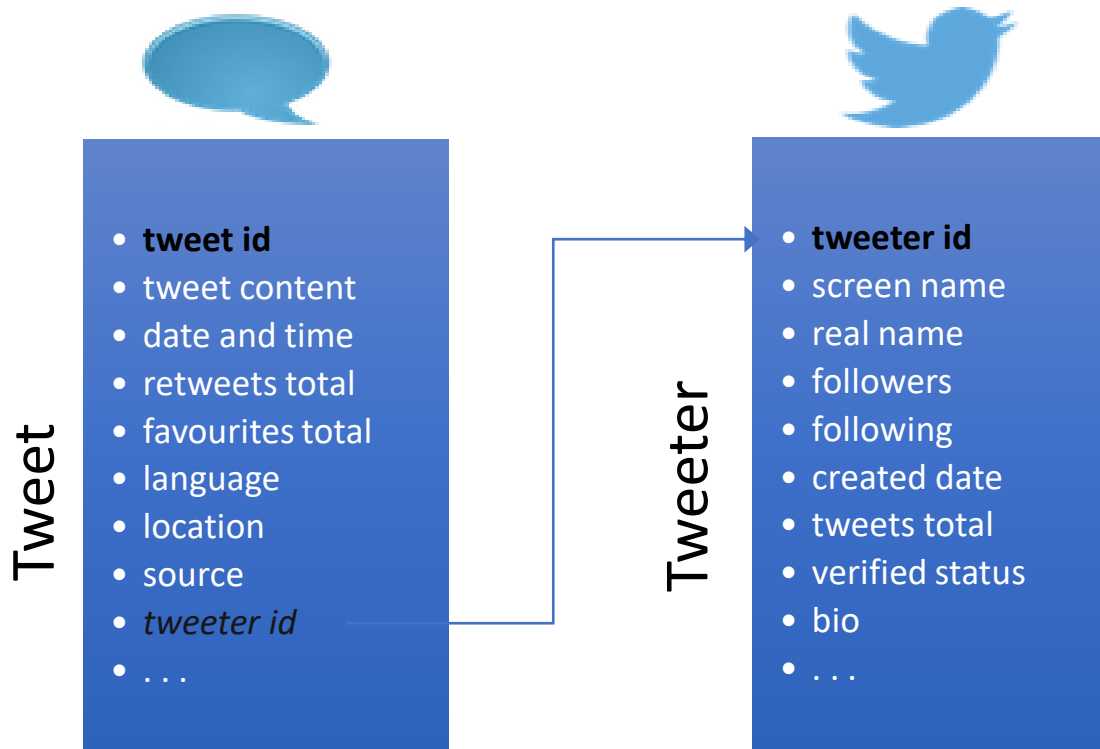 Tweet
• tweet id
• tweet content
• date and time
• retweets total
• favourites total
• language
• location
• source
• tweeter id
• . . .
Tweeter
• tweeter id
• screen name
• real name
• followers
• following
• created date
• tweets total
• verified status
• bio
• . . .